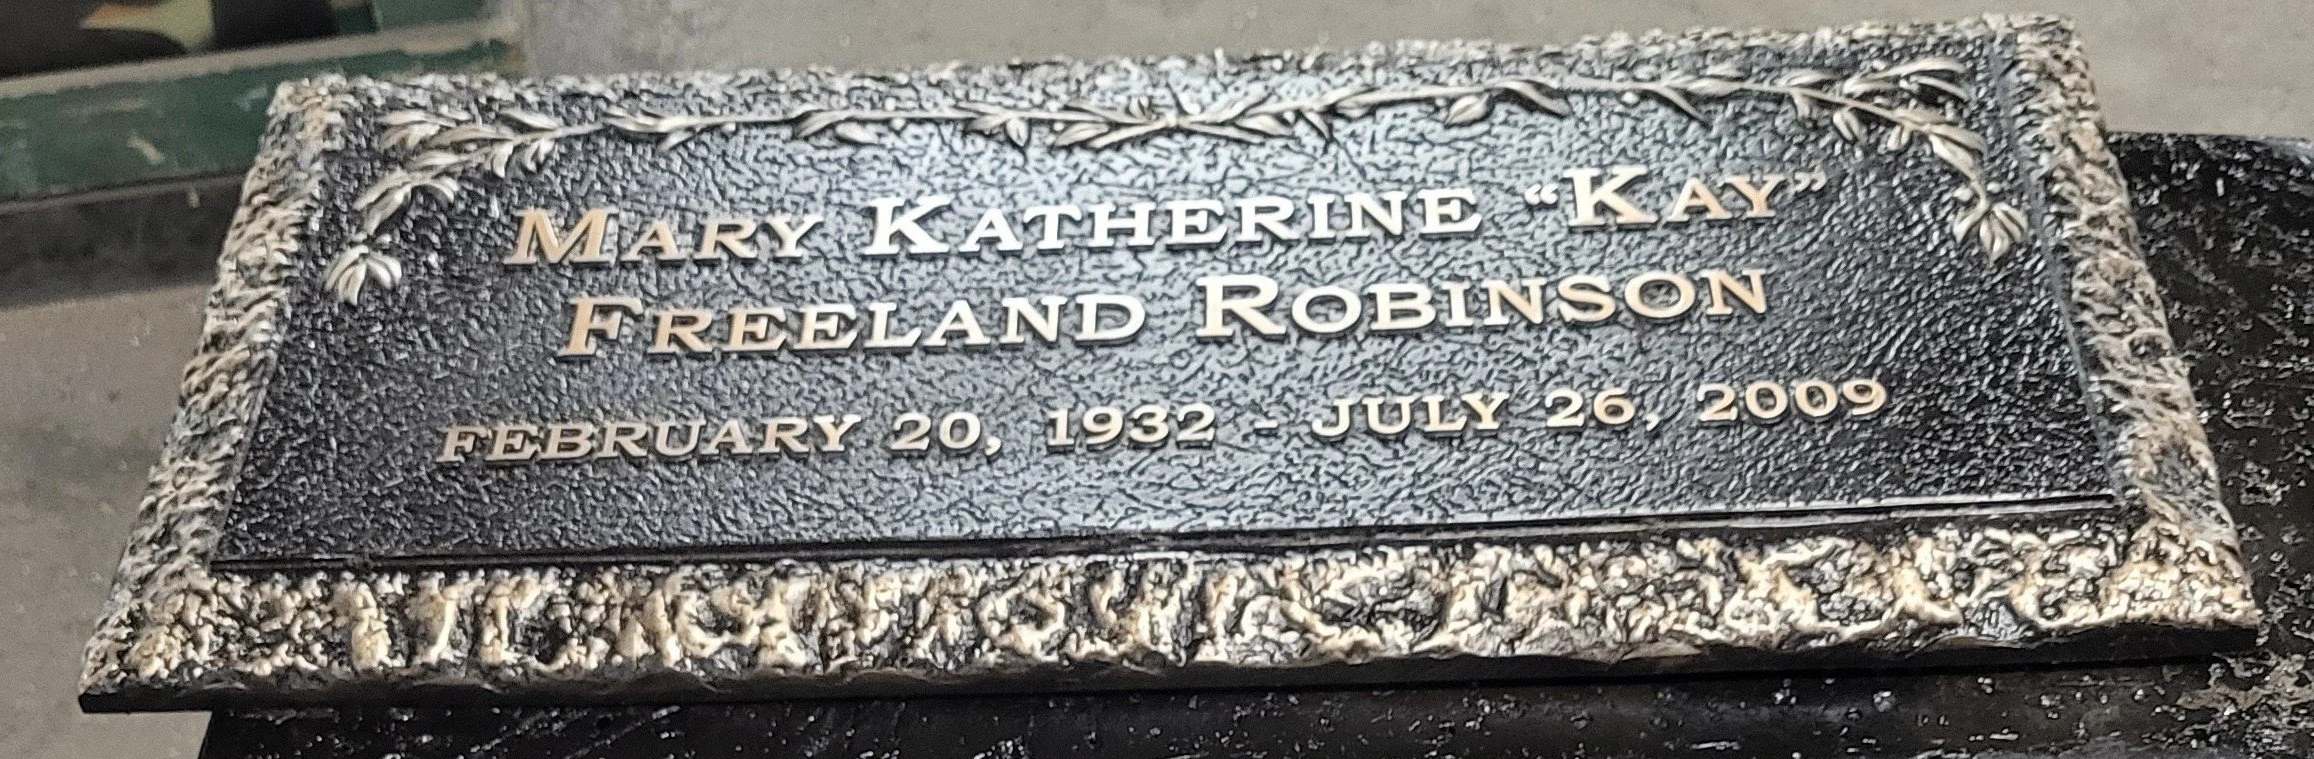 MARY KATHERINE “KAY”
FREELAND ROBINSON
FEBRUARY 20, 1932 - JULY 26, 2009